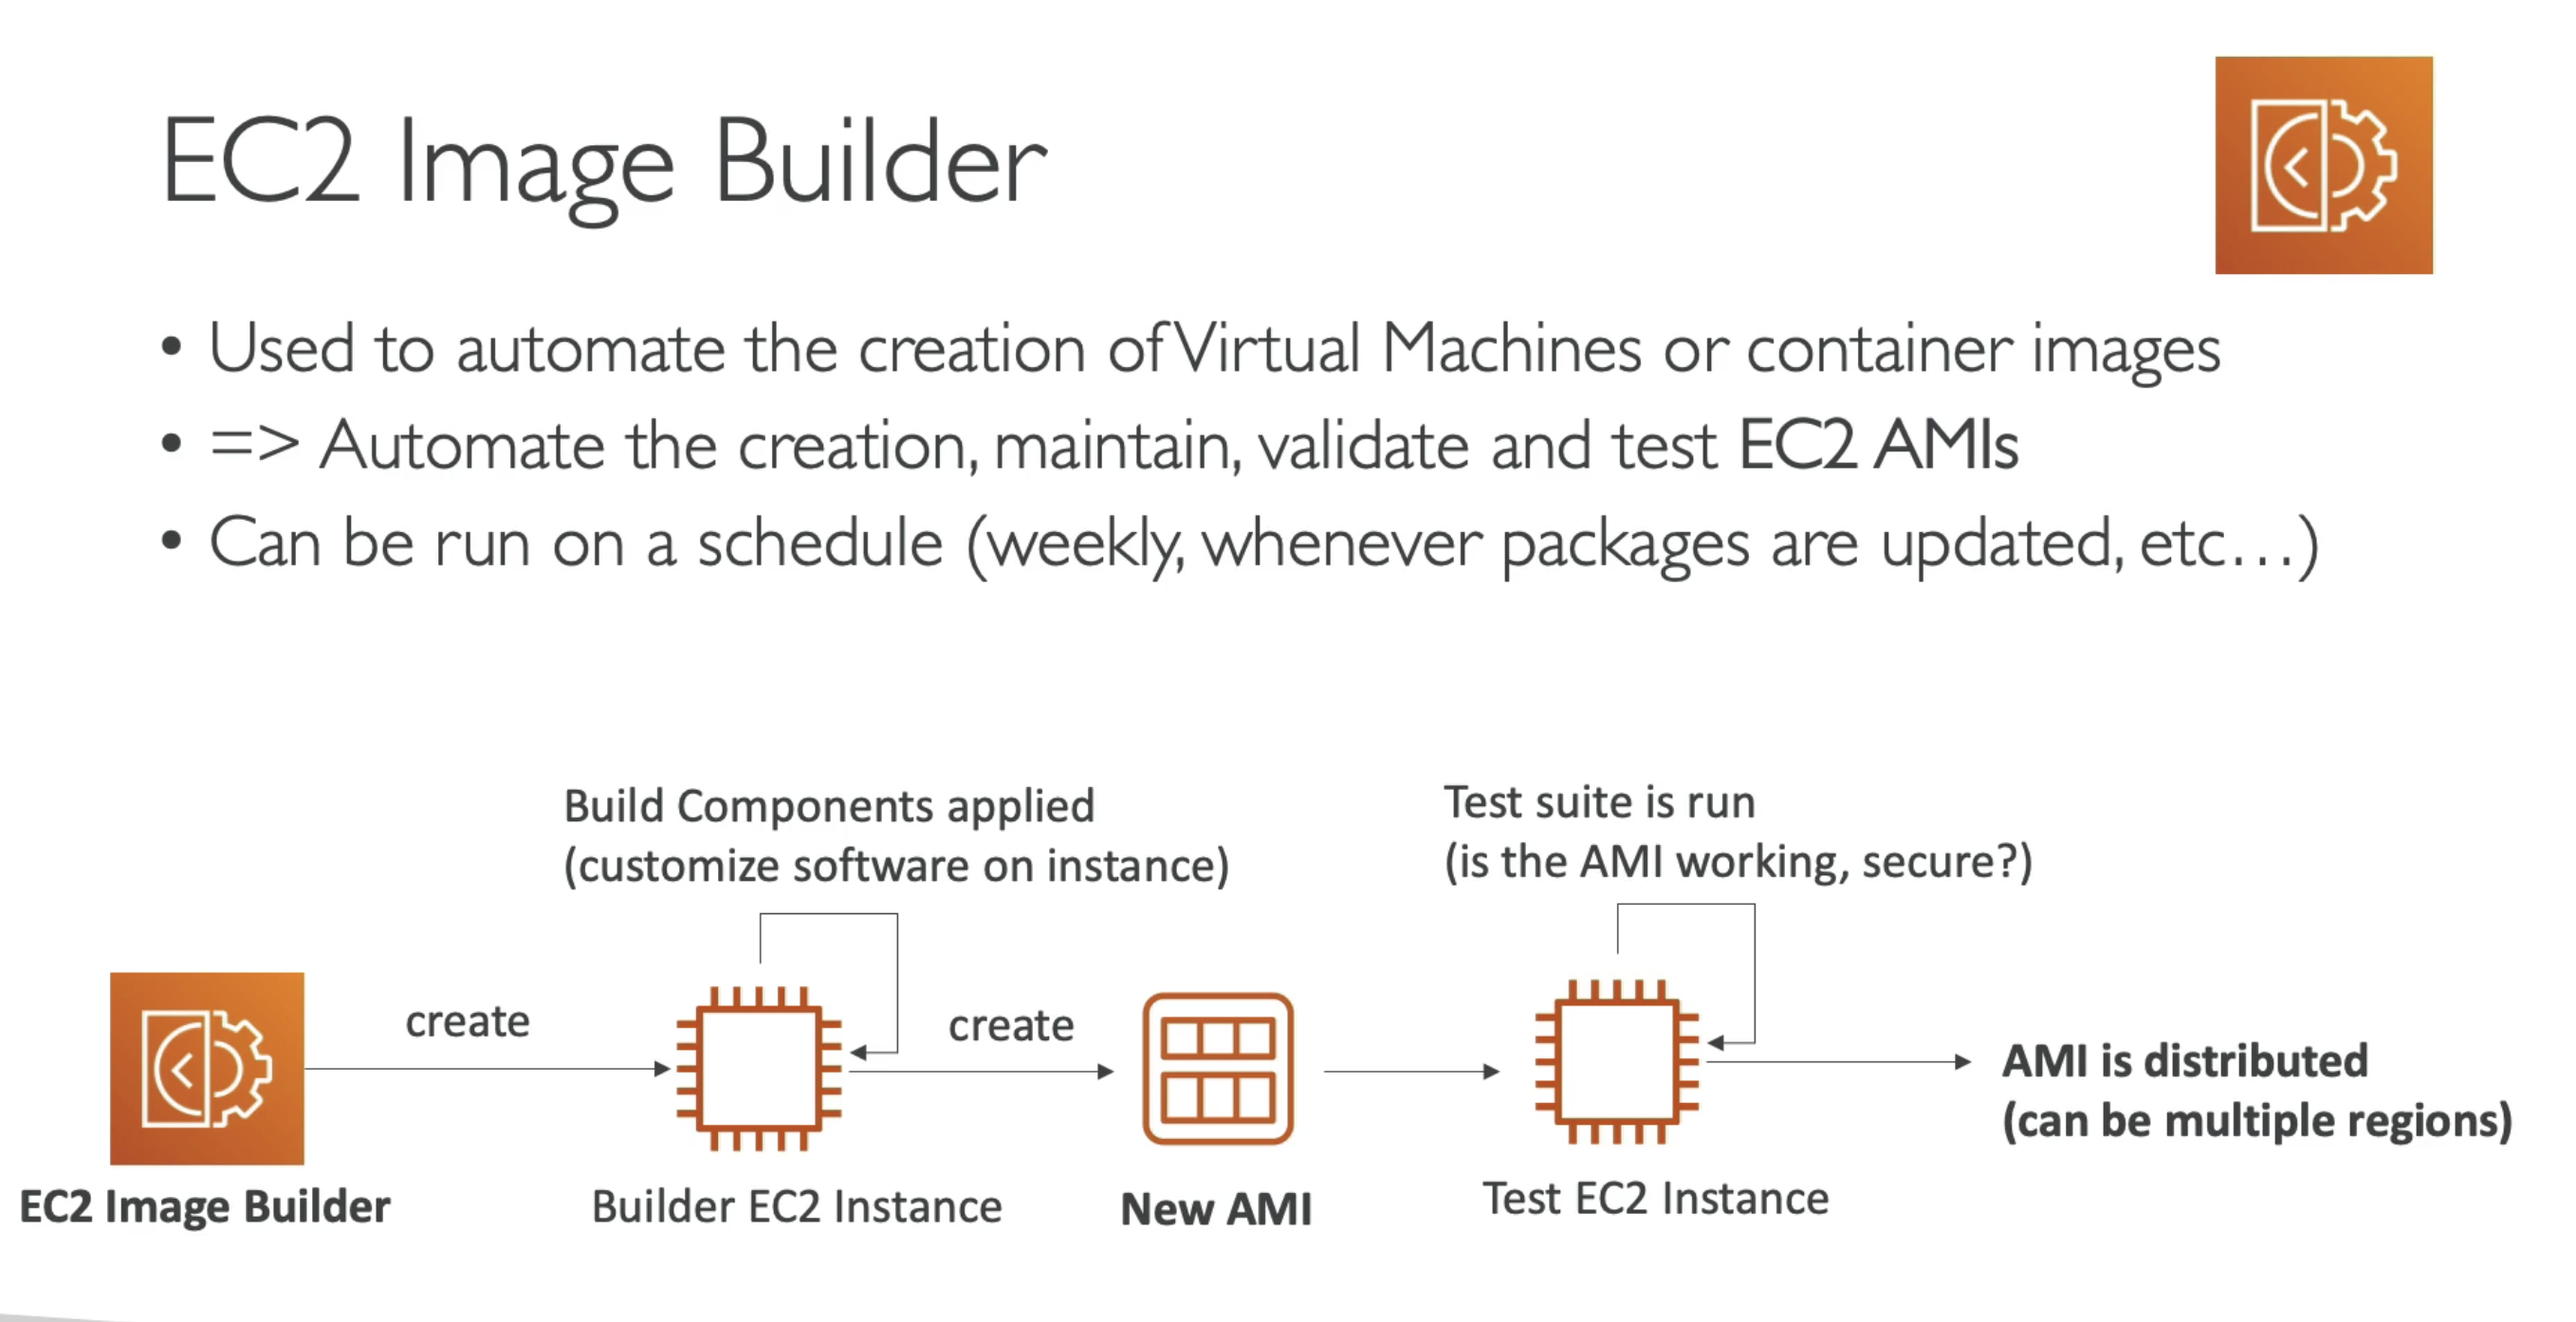 EC2 Image Builder
• Used to automate the creation of Virtual Machines or container images
• => Automate the creation, maintain, validate and test EC2 AMIs
• Can be run on a schedule (weekly, whenever packages are updated, etc…)
Build Components applied
(customize software on instance)
Test suite is run
(is the AMI working, secure?)
create
create
AMI is distributed
(can be multiple regions)
EC2 Image Builder
Builder EC2 Instance
New AMI
Test EC2 Instance